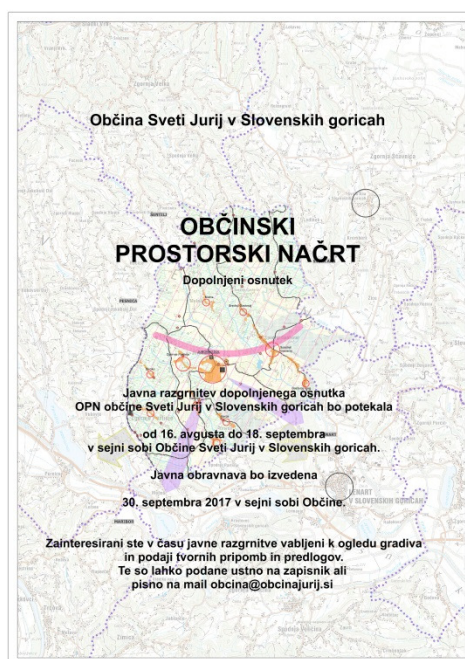 Občina Sveti Jurij v Slovenskih goricah
OBČINSKI
PROSTORSKI NAČRT
Dopolnjeni osnutek
Javna razgrnitev dopolnjenega osnutka
OPN občine Sveti Jurij v Slovenskih goricah bo potekala
od 16. avgusta do 18. septembra
v sejni sobi Občine Sveti Jurij v Slovenskih goricah.
Javna obravnava bo izvedena
30. septembra 2017 v sejni sobi Občine.
LENART
V SLOVENSKIH GORICAH
Zainteresirani ste v času javne razgrnitve vabljeni k ogledu gradiva
in podaji tvornih pripomb in predlogov.
Te so lahko podane ustno na zapisnik ali
pisno na mail obcina@obcinajurij.si